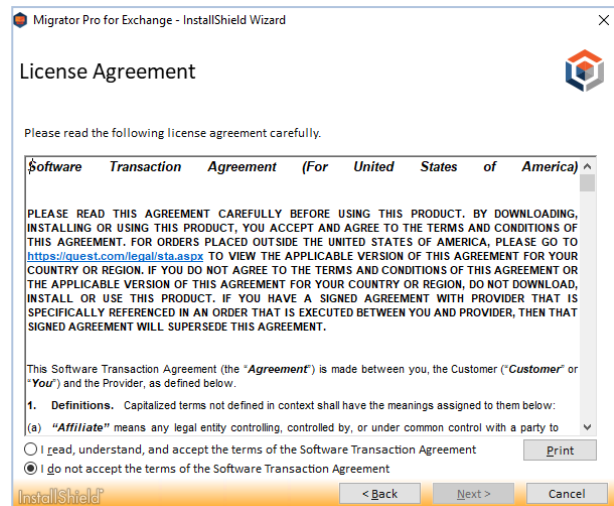 Migrator Pro for Exchange - InstallShield Wizard
License Agreement
Please read the following license agreement carefully.
Software Transaction Agreement (For United States of America)
PLEASE READ THIS AGREEMENT CAREFULLY BEFORE USING THIS PRODUCT. BY DOWNLOADING,
INSTALLING OR USING THIS PRODUCT, YOU ACCEPT AND AGREE TO THE TERMS AND CONDITIONS OF
THIS AGREEMENT. FOR ORDERS PLACED OUTSIDE THE UNITED STATES OF AMERICA, PLEASE GO TO
https://quest.com/legal/sta.aspx TO VIEW THE APPLICABLE VERSION OF THIS AGREEMENT FOR YOUR
COUNTRY OR REGION. IF YOU DO NOT AGREE TO THE TERMS AND CONDITIONS OF THIS AGREEMENT OR
THE APPLICABLE VERSION OF THIS AGREEMENT FOR YOUR COUNTRY OR REGION, DO NOT DOWNLOAD,
INSTALL OR USE THIS PRODUCT. IF YOU HAVE A SIGNED AGREEMENT WITH PROVIDER THAT IS
SPECIFICALLY REFERENCED IN AN ORDER THAT IS EXECUTED BETWEEN YOU AND PROVIDER, THEN THAT
SIGNED AGREEMENT WILL SUPERSEDE THIS AGREEMENT.
This Software Transaction Agreement (the “Agreement”) is made between you, the Customer (“Customer” or
“You”) and the Provider, as defined below.
1. Definitions. Capitalized terms not defined in context shall have the meanings assigned to them below:
(a) “Affiliate” means any legal entity controlling, controlled by, or under common control with a party to
I read, understand, and accept the terms of the Software Transaction Agreement
Print
I do not accept the terms of the Software Transaction Agreement
InstallShield
< Back
Next >
Cancel